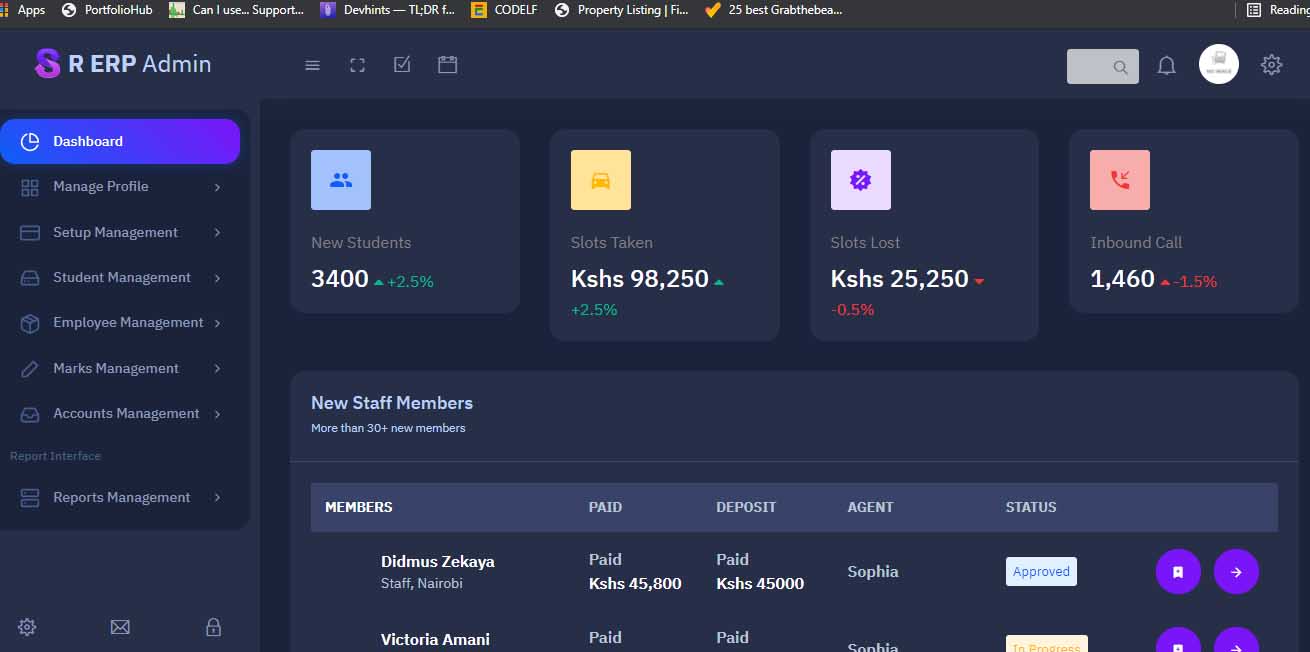 Apps PortfolioHub Can I use... Support... Devhints — TL;DR f... CODELF Property Listing | Fi... 25 best Grabthebea... Reading
S R ERP Admin
Dashboard
Manage Profile
Setup Management
Student Management
Employee Management
Marks Management
Accounts Management
Report Interface
Reports Management
New Students
3400 +2.5%
Slots Taken
Kshs 98,250
+2.5%
Slots Lost
Kshs 25,250
-0.5%
Inbound Call
1,460 -1.5%
New Staff Members
More than 30+ new members
MEMBERS PAID DEPOSIT AGENT STATUS
Didmus Zekaya
Staff, Nairobi
Paid
Kshs 45,800
Paid
Kshs 45000
Sophia
Approved
Victoria Amani
Paid
Paid
Sophia
In Progress